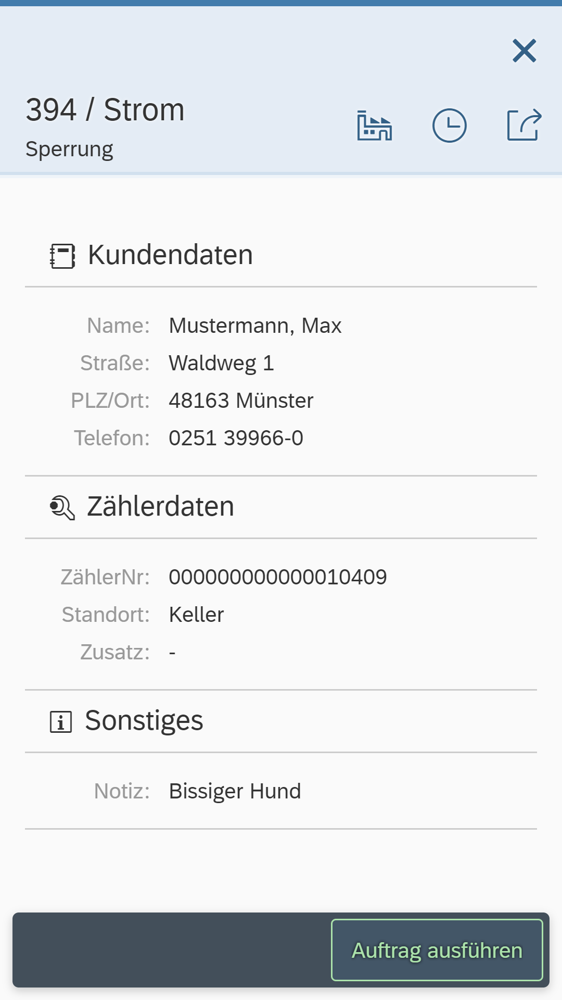 394 / Strom
Sperrung
Kundendaten
Name: Mustermann, Max
Straße: Waldweg 1
PLZ/Ort: 48163 Münster
Telefon: 0251 39966-0
Zählerdaten
ZählerNr: 000000000000010409
Standort: Keller
Zusatz: -
Sonstiges
Notiz: Bissiger Hund
Auftrag ausführen